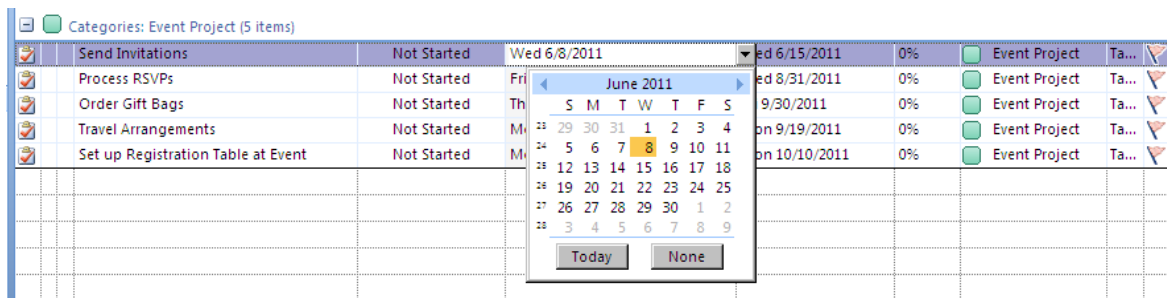 Categories: Event Project (5 items)
Send Invitations Not Started Wed 6/8/2011 ed 6/15/2011 0% Event Project Ta...
Process RSVPs Not Started Fri ed 8/31/2011 0% Event Project Ta...
Order Gift Bags Not Started Th 9/30/2011 0% Event Project Ta...
Travel Arrangements Not Started Mo on 9/19/2011 0% Event Project Ta...
Set up Registration Table at Event Not Started Mo on 10/10/2011 0% Event Project Ta...
June 2011
S M T W T F S
23 29 30 31 1 2 3 4
24 5 6 7 8 9 10 11
25 12 13 14 15 16 17 18
26 19 20 21 22 23 24 25
27 26 27 28 29 30 1 2
28 3 4 5 6 7 8 9
Today None